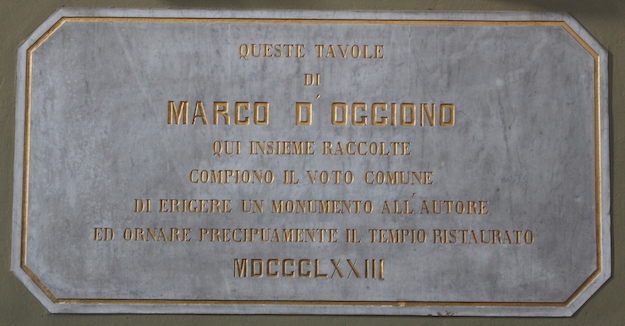 QUESTE TAVOLE
DI
MARCO D'OGGIONO
QUI INSIEME RACCOLTE
COMPIONO IL VOTO COMUNE
DI ERIGERE UN MONUMENTO ALL'AUTORE
ED ORNARE PRECIPUAMENTE IL TEMPIO RISTAURATO
MDCCCLXXIII